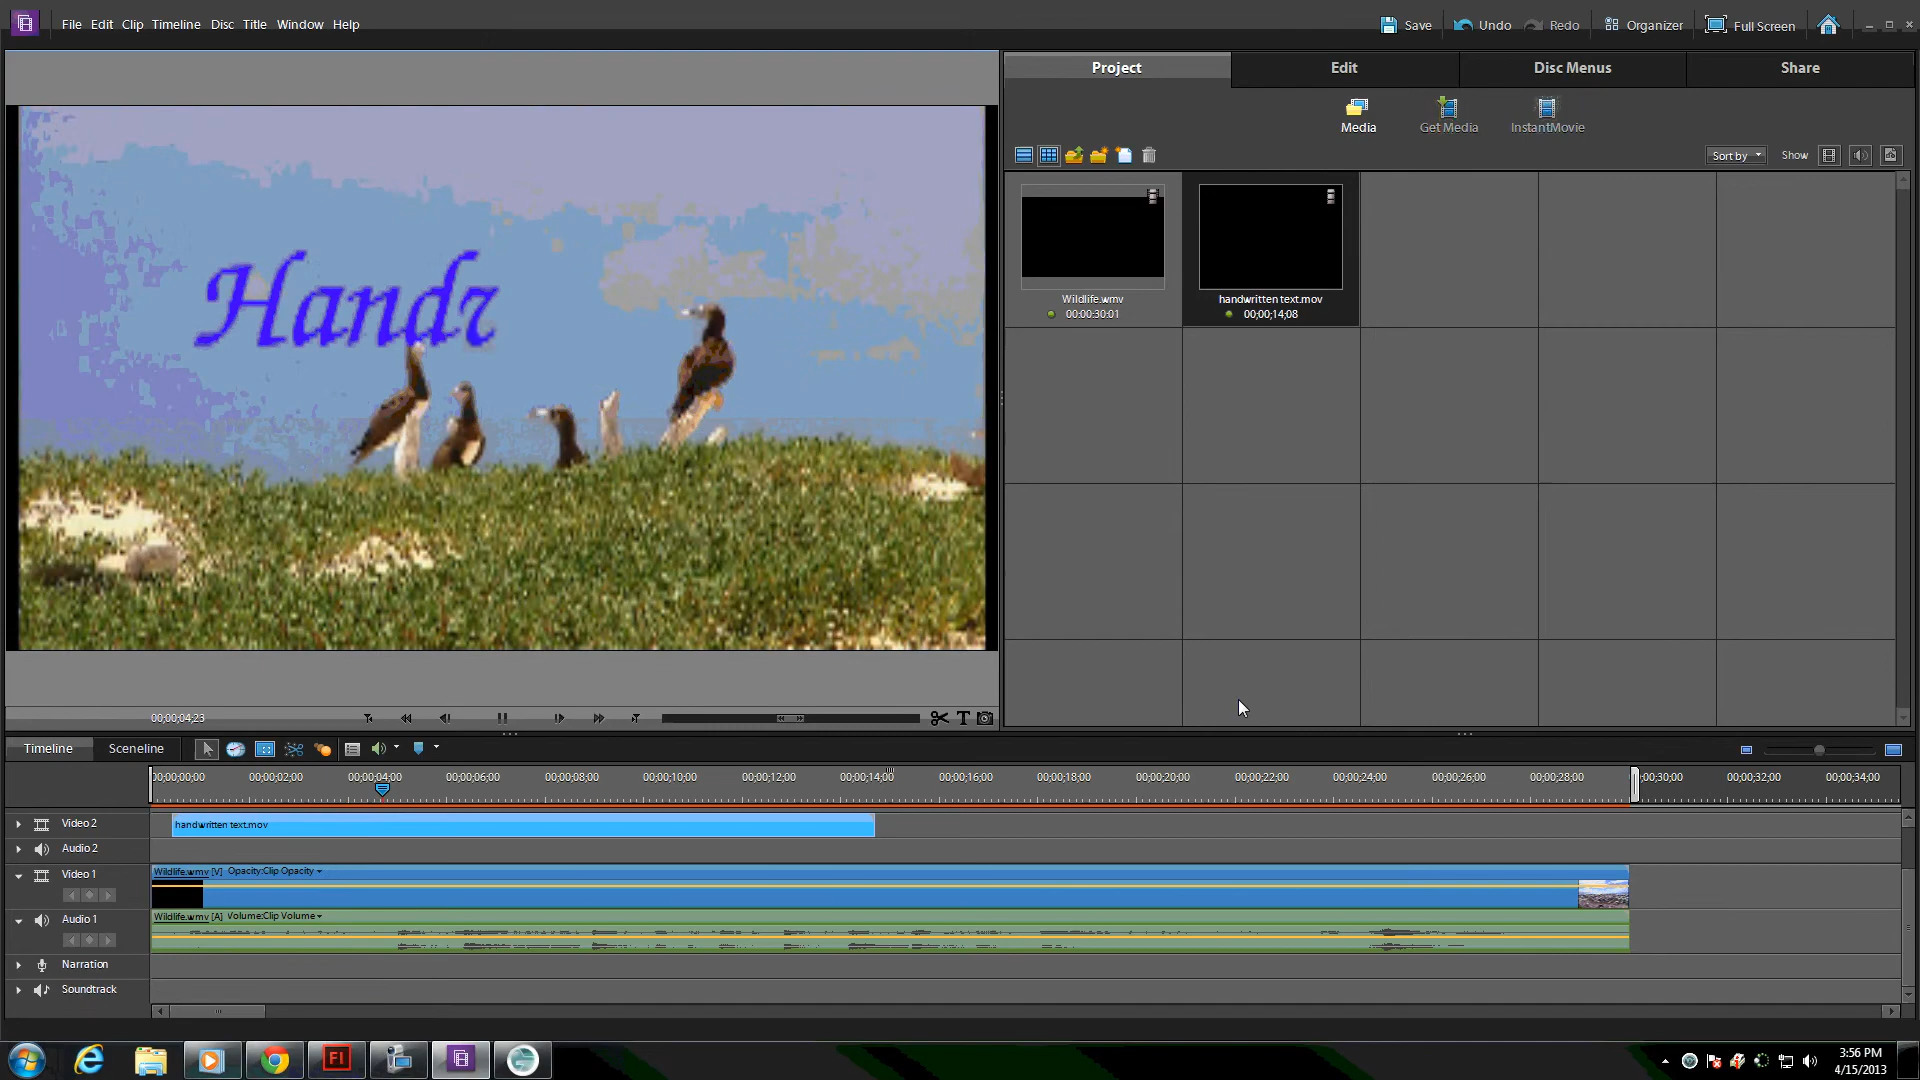 File Edit Clip Timeline Disc Title Window Help
Save Undo Redo Organizer Full Screen
Project Edit Disc Menus Share
Media Get Media InstantMovie
Sort by Show
Handr
Wildlife.wmv
00:00:30:01
handwritten text.mov
00;00;14;08
00;00;04;23
T
Timeline Sceneline
00;00;00;00 00;00;02;00 00;00;04;00 00;00;06;00 00;00;08;00 00;00;10;00 00;00;12;00 00;00;14;00 00;00;16;00 00;00;18;00 00;00;20;00 00;00;22;00 00;00;24;00 00;00;26;00 00;00;28;00 ;00;30;00 00;00;32;00 00;00;34;00
Video 2 handwritten text.mov
Audio 2
Video 1 Wildlife.wmv [V] Opacity:Clip Opacity
Audio 1 Wildlife.wmv [A] Volume:Clip Volume
Narration
Soundtrack
Fl
3:56 PM
4/15/2013